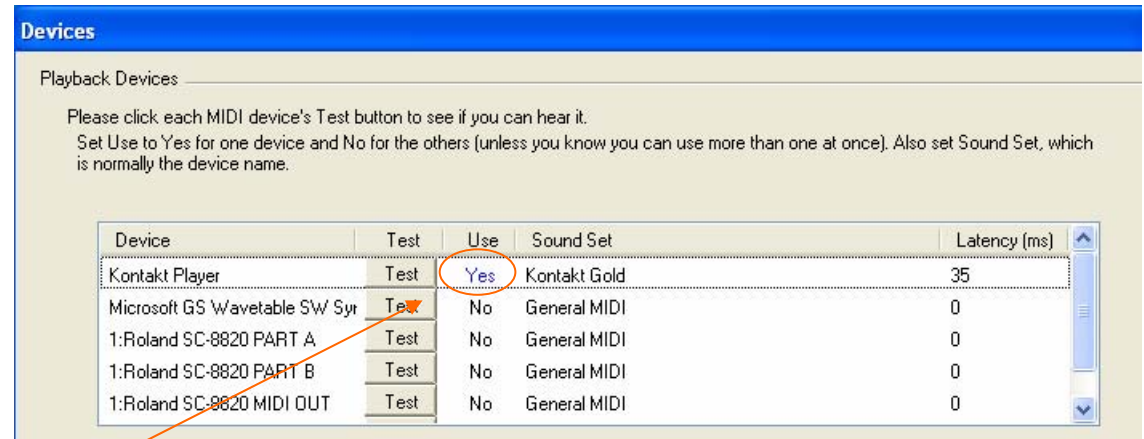 Devices
Playback Devices
Please click each MIDI device's Test button to see if you can hear it.
Set Use to Yes for one device and No for the others (unless you know you can use more than one at once). Also set Sound Set, which
is normally the device name.
Device Test Use Sound Set Latency (ms)
Kontakt Player Test Yes Kontakt Gold 35
Microsoft GS Wavetable SW Syr Test No General MIDI 0
1:Roland SC-8820 PART A Test No General MIDI 0
1:Roland SC-8820 PART B Test No General MIDI 0
1:Roland SC-8820 MIDI OUT Test No General MIDI 0